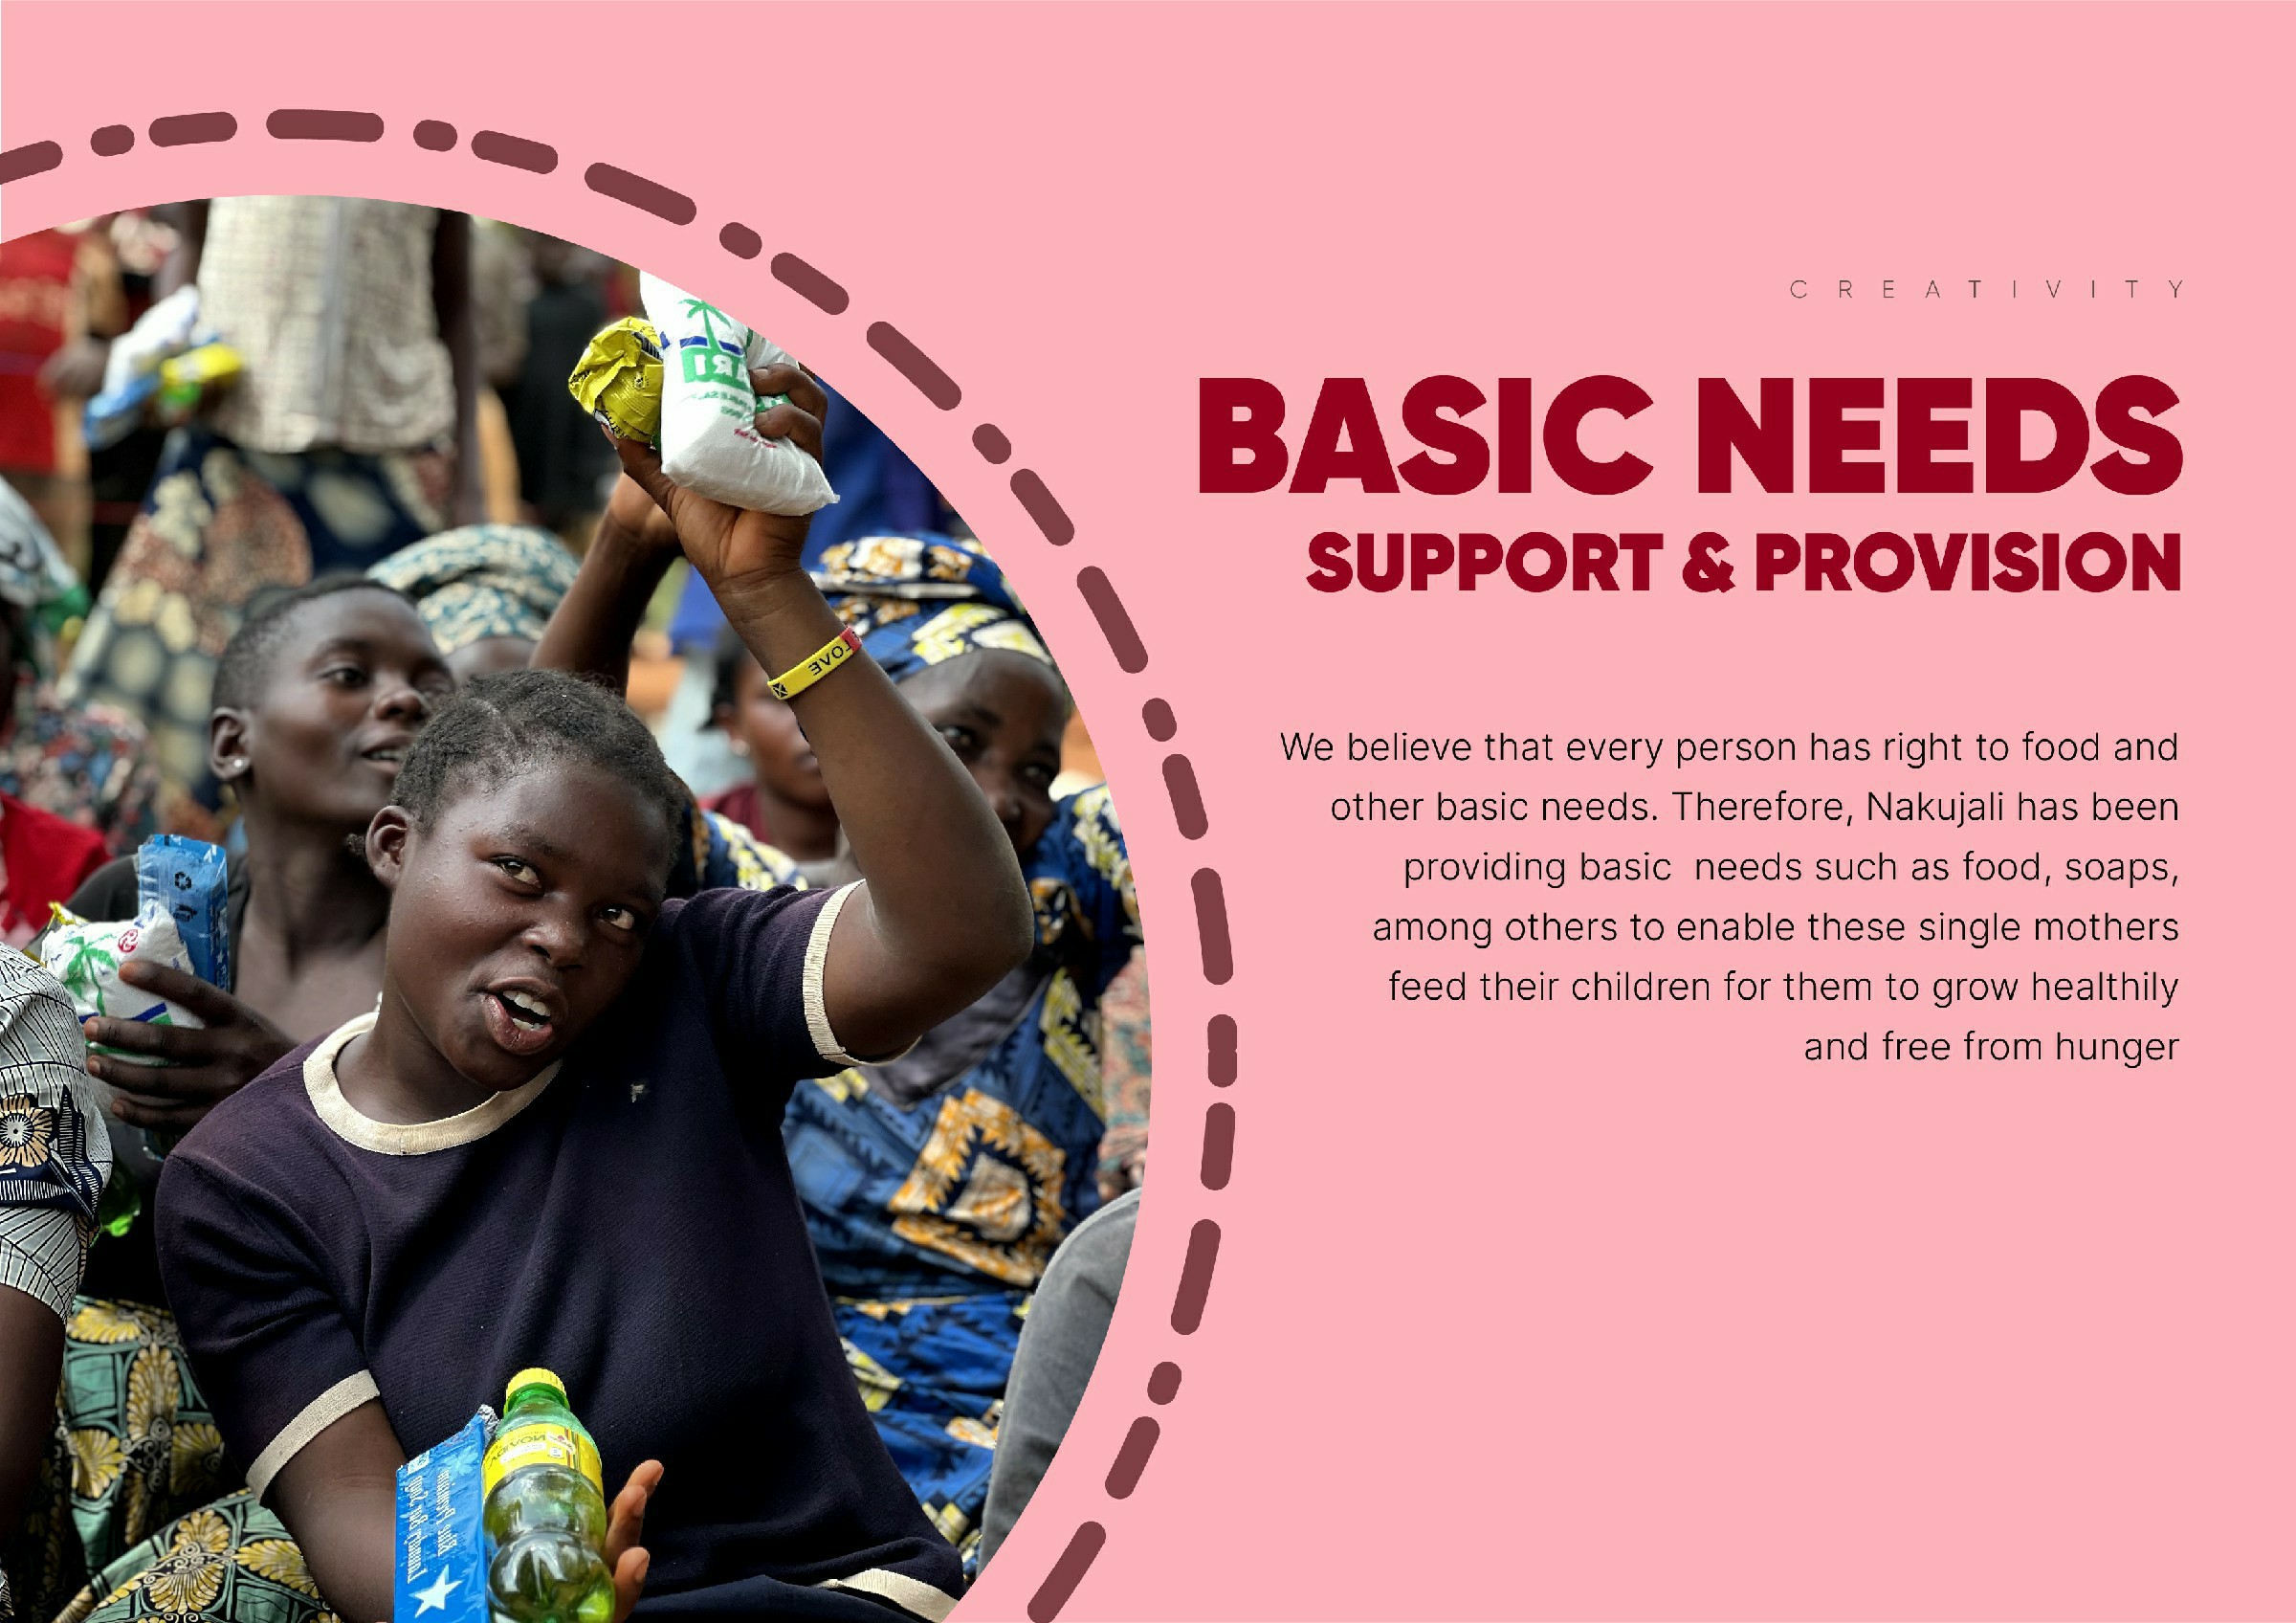 CREATIVITY
BASIC NEEDS
SUPPORT & PROVISION
We believe that every person has right to food and
other basic needs. Therefore, Nakujali has been
providing basic  needs such as food, soaps,
among others to enable these single mothers
feed their children for them to grow healthily
and free from hunger
LOVE